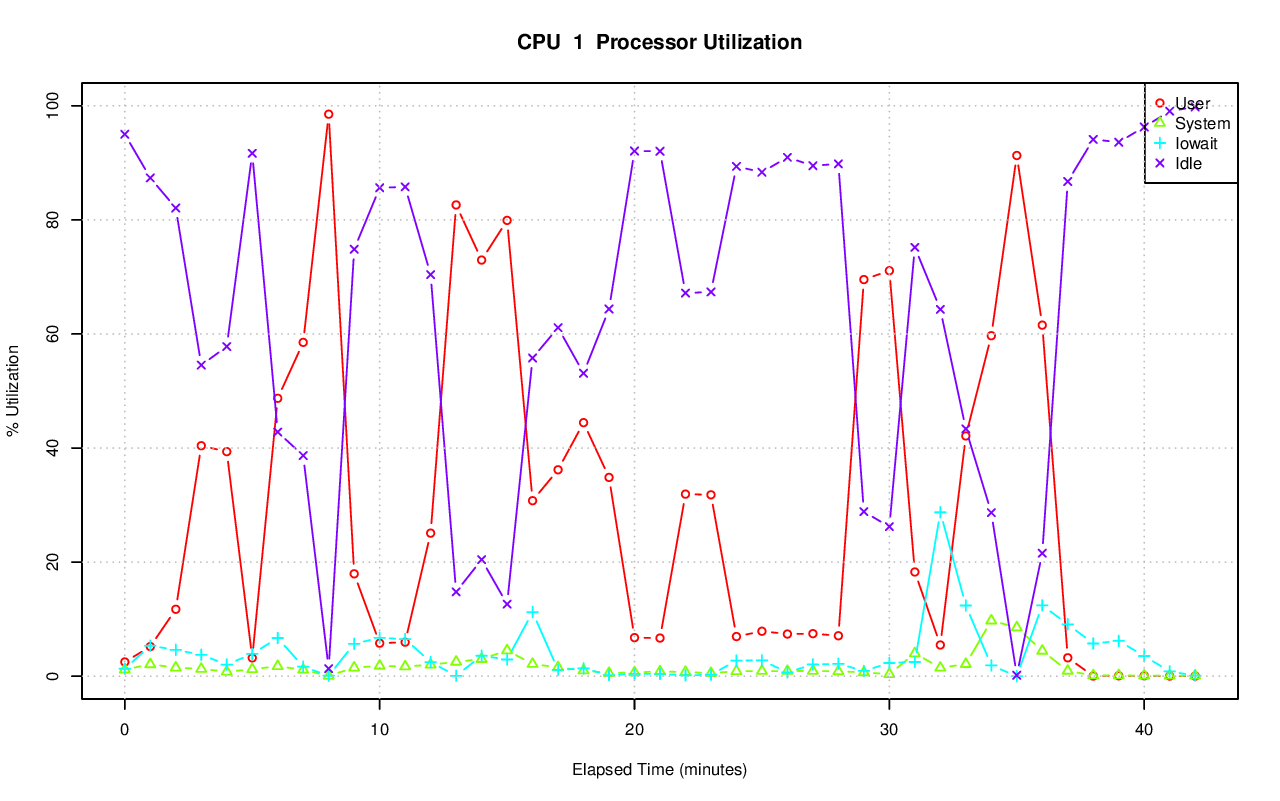 CPU  1  Processor Utilization
% Utilization
100
80
60
40
20
0
User
System
Iowait
Idle
0 10 20 30 40
Elapsed Time (minutes)